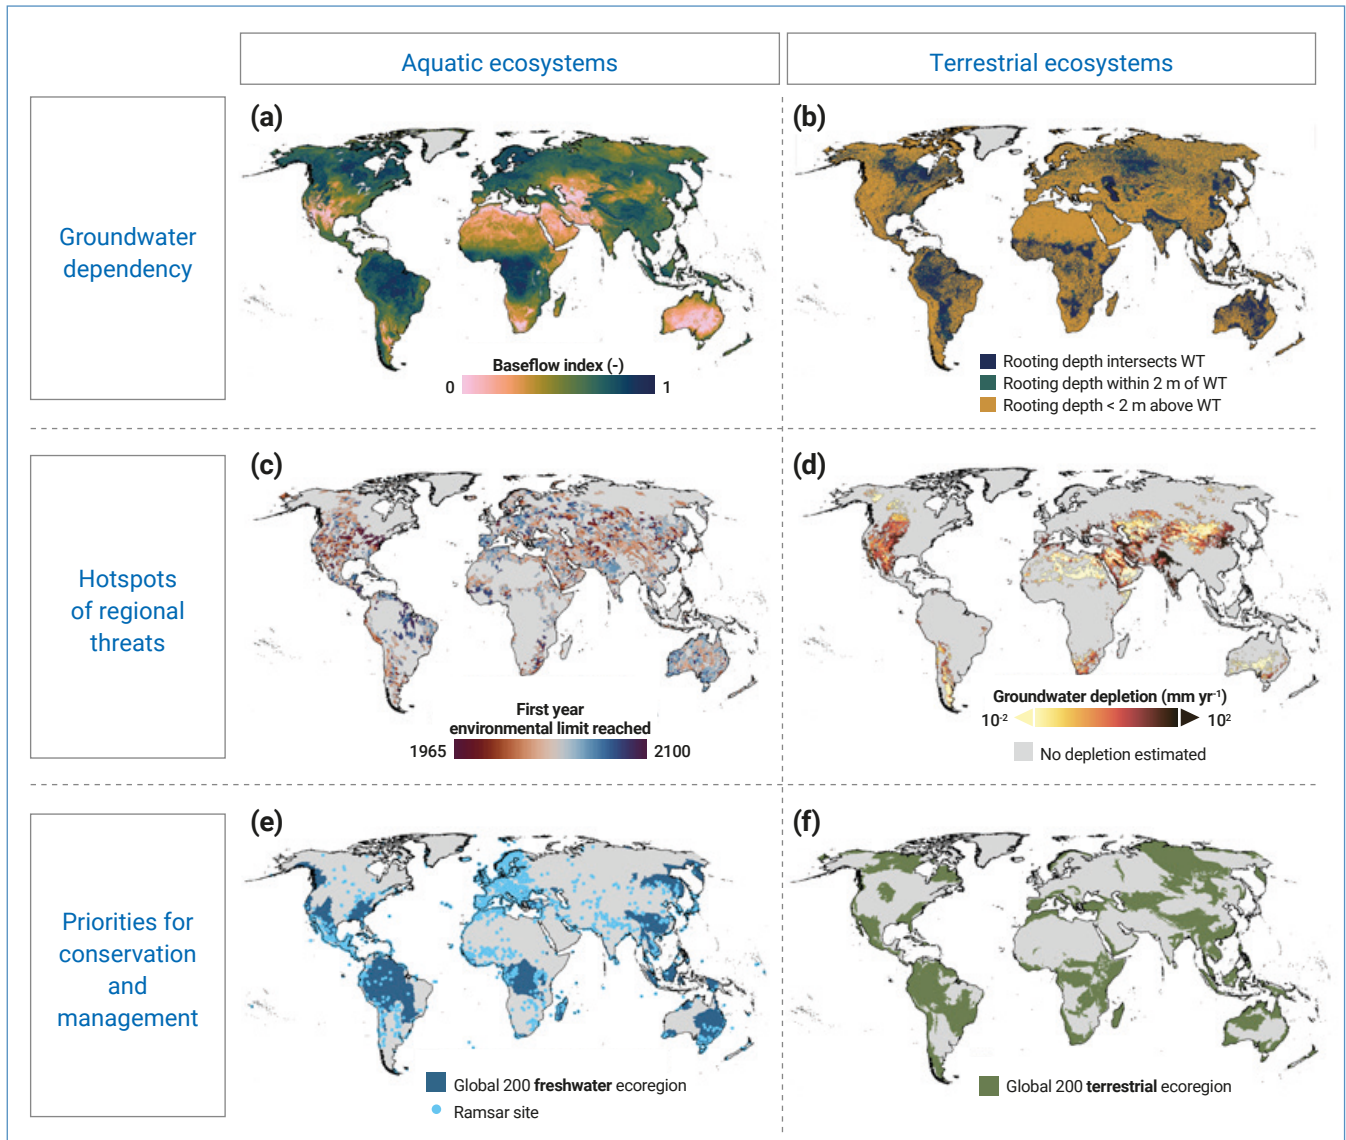 Aquatic ecosystems
Terrestrial ecosystems
Groundwater
dependency
(a)
Baseflow index (-)
0
1
(b)
Rooting depth intersects WT
Rooting depth within 2 m of WT
Rooting depth < 2 m above WT
Hotspots
of regional
threats
(c)
First year
environmental limit reached
1965
2100
(d)
Groundwater depletion (mm yr⁻¹)
10⁻²
10²
No depletion estimated
Priorities for
conservation
and
management
(e)
Global 200 freshwater ecoregion
Ramsar site
(f)
Global 200 terrestrial ecoregion